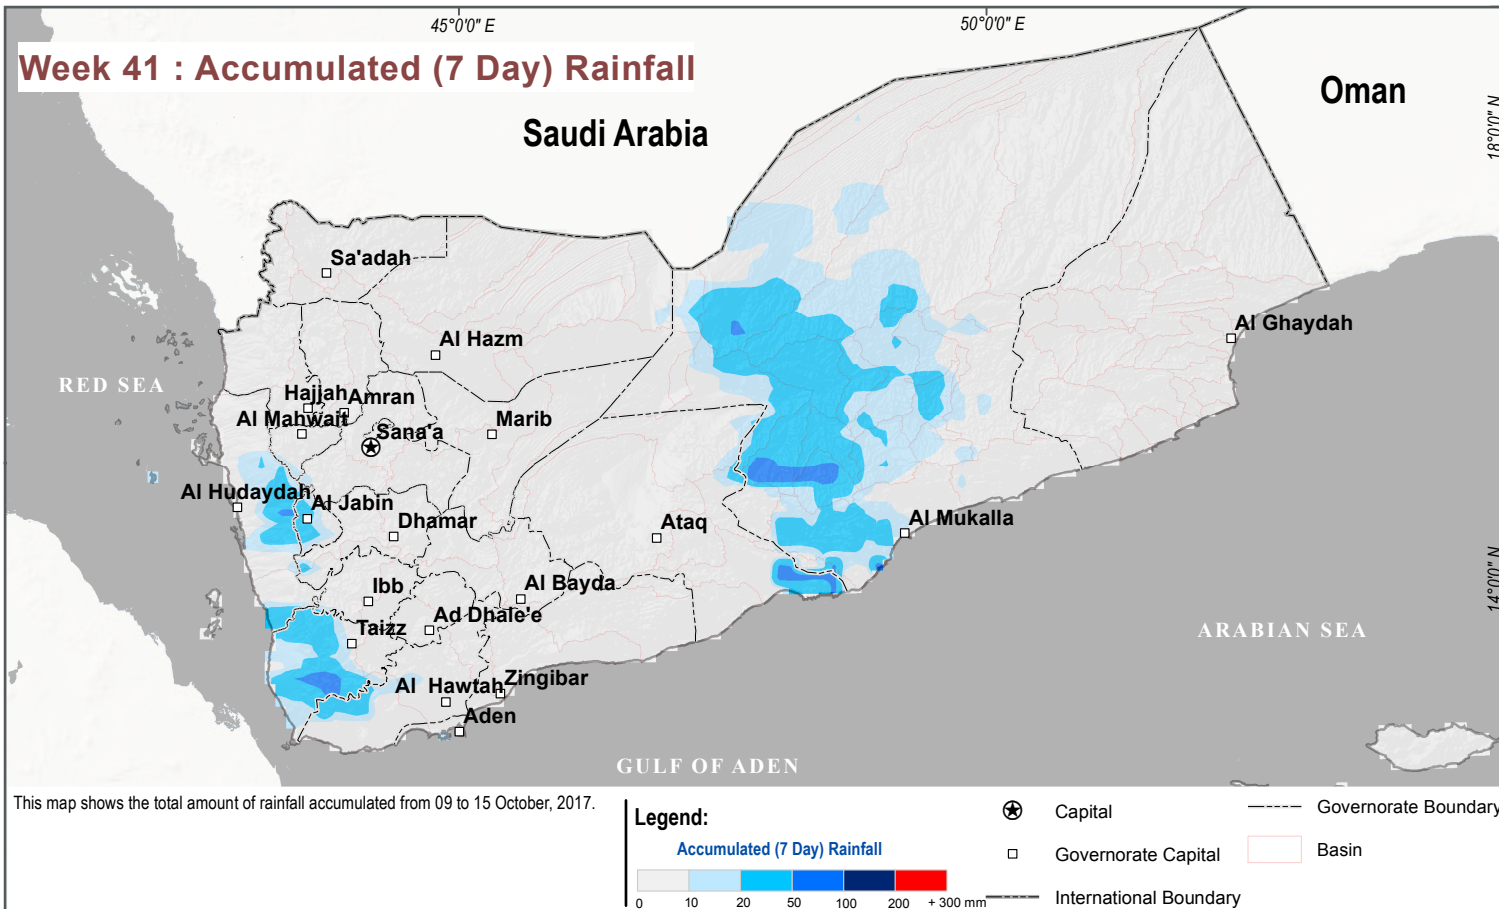 45°0'0" E
50°0'0" E
Week 41 : Accumulated (7 Day) Rainfall
Oman
Saudi Arabia
18°0'0" N
Sa'adah
Al Ghaydah
Al Hazm
RED SEA
Hajjah
Amran
Al Mahwait
Sana'a
Marib
Al Hudaydah
Al Jabin
Dhamar
Ataq
Al Mukalla
Ibb
Al Bayda
14°0'0" N
Ad Dhale'e
Taizz
ARABIAN SEA
Al Hawtah
Zingibar
Aden
GULF OF ADEN
This map shows the total amount of rainfall accumulated from 09 to 15 October, 2017.
Legend:
Accumulated (7 Day) Rainfall
0 10 20 50 100 200 + 300 mm
Capital
Governorate Capital
International Boundary
Governorate Boundary
Basin